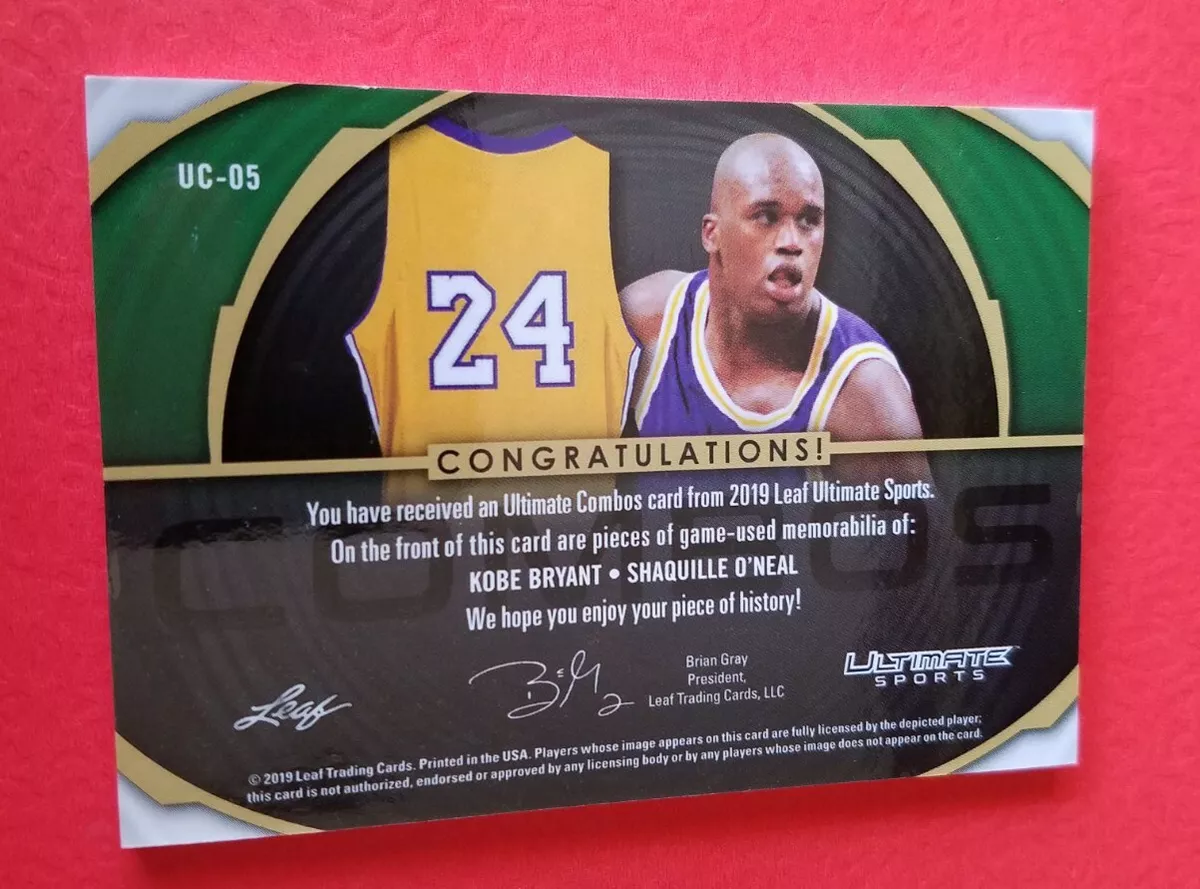 UC-05
24
CONGRATULATIONS!
You have received an Ultimate Combos card from 2019 Leaf Ultimate Sports.
On the front of this card are pieces of game-used memorabilia of:
KOBE BRYANT • SHAQUILLE O'NEAL
We hope you enjoy your piece of history!
COMBOS
Brian Gray
President,
Leaf Trading Cards, LLC
Leaf
ULTIMATE
SPORTS
© 2019 Leaf Trading Cards. Printed in the USA. Players whose image appears on this card are fully licensed by the depicted player;
this card is not authorized, endorsed or approved by any licensing body or by any players whose image does not appear on the card.